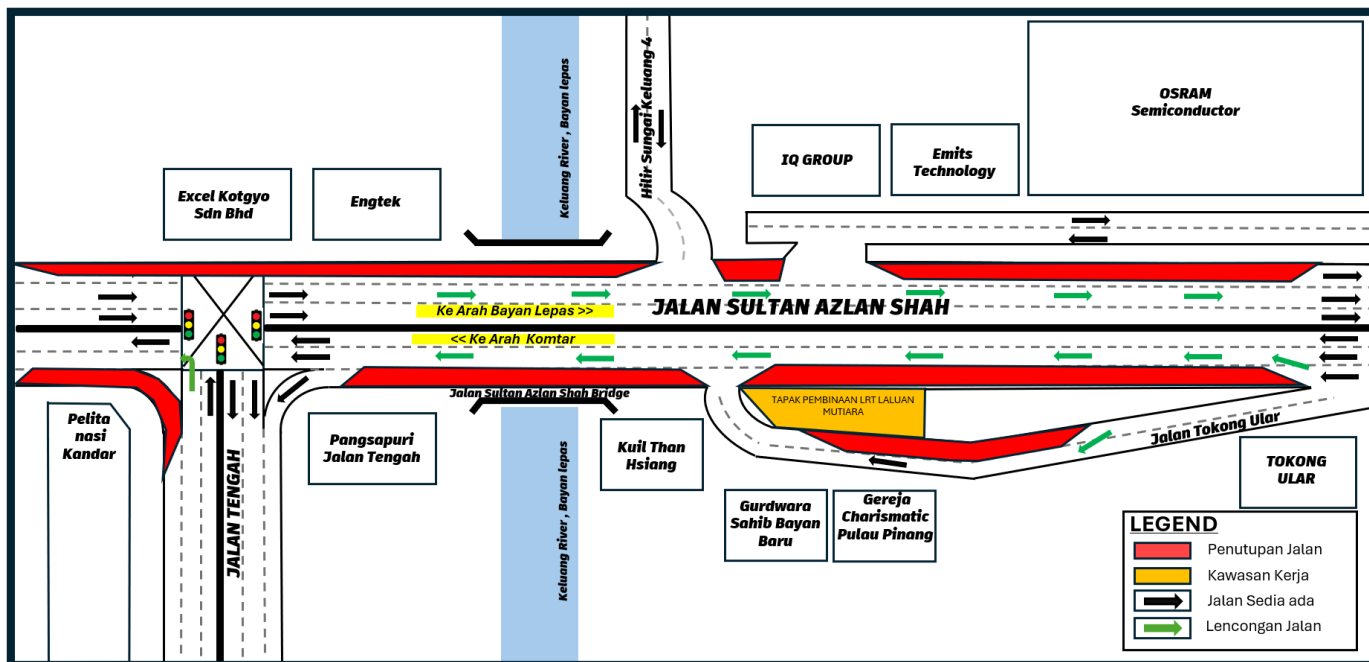 Keluang River , Bayan lepas
Hilir Sungai Keluang 4
OSRAM
Semiconductor
IQ GROUP
Emits
Technology
Excel Kotgyo
Sdn Bhd
Engtek
JALAN SULTAN AZLAN SHAH
Ke Arah Bayan Lepas >>
<< Ke Arah Komtar
Jalan Sultan Azlan Shah Bridge
TAPAK PEMBINAAN LRT LALUAN
MUTIARA
Jalan Tokong Ular
Pelita
nasi
Kandar
JALAN TENGAH
Pangsapuri
Jalan Tengah
Keluang River , Bayan lepas
Kuil Than
Hsiang
Gurdwara
Sahib Bayan
Baru
Gereja
Charismatic
Pulau Pinang
TOKONG
ULAR
LEGEND
Penutupan Jalan
Kawasan Kerja
Jalan Sedia ada
Lencongan Jalan